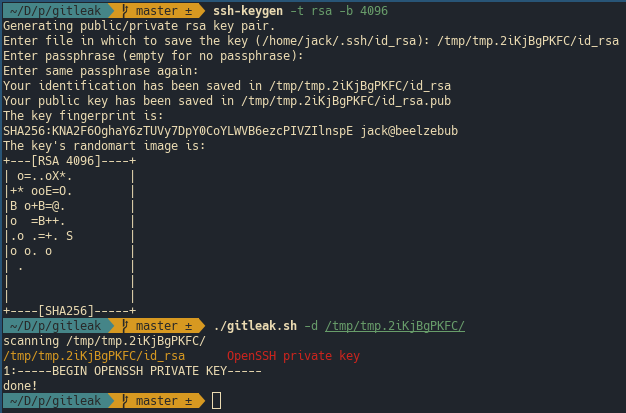 ~/D/p/gitleak master ± ssh-keygen -t rsa -b 4096
Generating public/private rsa key pair.
Enter file in which to save the key (/home/jack/.ssh/id_rsa): /tmp/tmp.2iKjBgPKFC/id_rsa
Enter passphrase (empty for no passphrase):
Enter same passphrase again:
Your identification has been saved in /tmp/tmp.2iKjBgPKFC/id_rsa
Your public key has been saved in /tmp/tmp.2iKjBgPKFC/id_rsa.pub
The key fingerprint is:
SHA256:KNA2F6OghaY6zTUVy7DpY0CoYLWVB6ezcPIVZIlnspE jack@beelzebub
The key's randomart image is:
+---[RSA 4096]----+
| o=..oX*.        |
|+* ooE=O.        |
|B o+B=@.         |
|o  =B++.         |
|.o .=+. S        |
|o o. o           |
| .               |
|                 |
|                 |
+----[SHA256]-----+
~/D/p/gitleak master ± ./gitleak.sh -d /tmp/tmp.2iKjBgPKFC/
scanning /tmp/tmp.2iKjBgPKFC/
/tmp/tmp.2iKjBgPKFC/id_rsa      OpenSSH private key
1:-----BEGIN OPENSSH PRIVATE KEY-----
done!
~/D/p/gitleak master ±